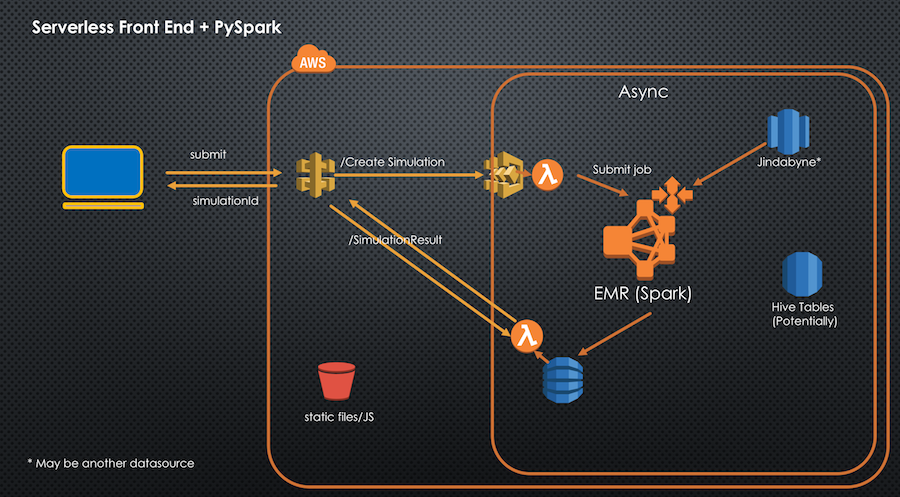 Serverless Front End + PySpark
AWS
Async
submit
/Create Simulation
Submit job
Jindabyne*
simulationId
/SimulationResult
EMR (Spark)
Hive Tables
(Potentially)
static files/JS
* May be another datasource
λ
λ